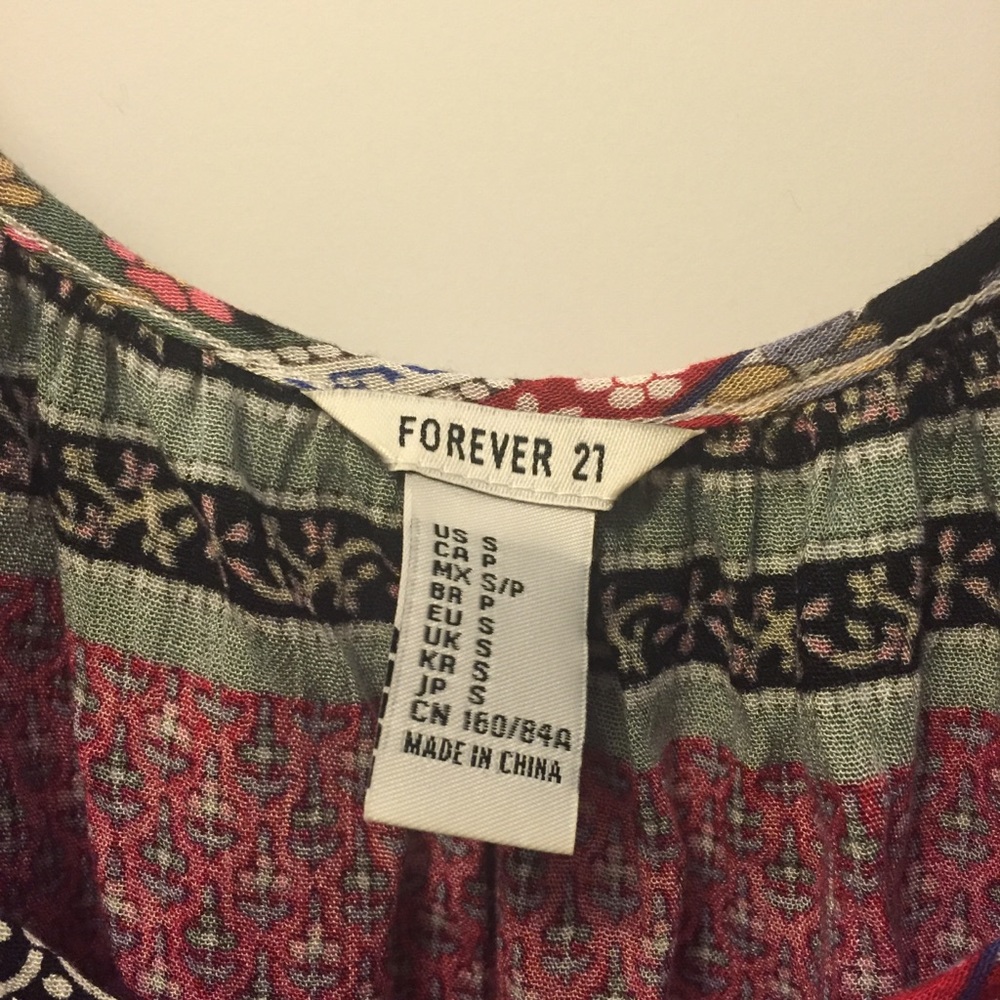 FOREVER 21
US S
CA P
MX S/P
BR P
EU S
UK S
KR S
JP S
CN 160/84A
MADE IN CHINA